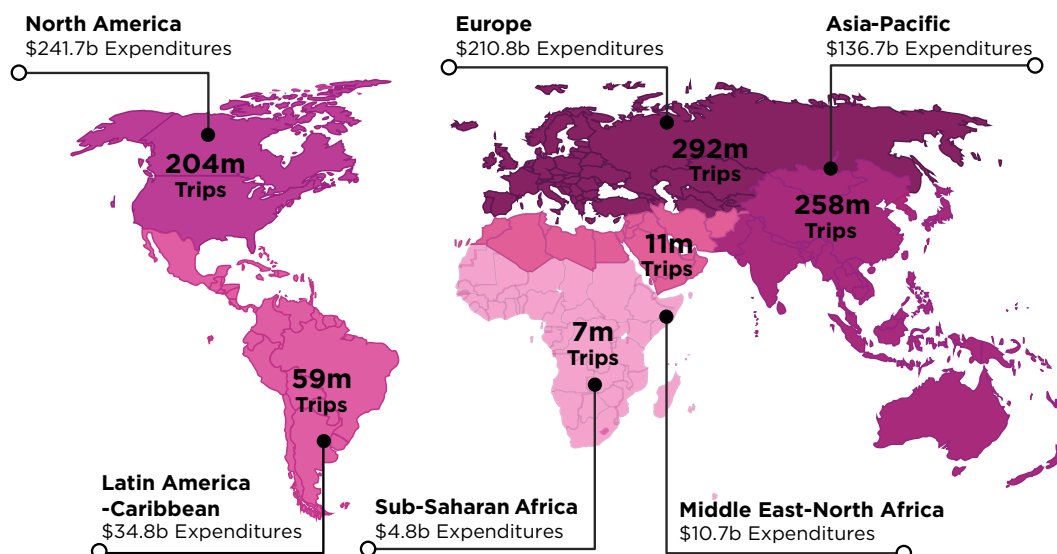 North America
$241.7b Expenditures
Europe
$210.8b Expenditures
Asia-Pacific
$136.7b Expenditures
204m
Trips
292m
Trips
258m
Trips
11m
Trips
7m
Trips
59m
Trips
Latin America
-Caribbean
$34.8b Expenditures
Sub-Saharan Africa
$4.8b Expenditures
Middle East-North Africa
$10.7b Expenditures